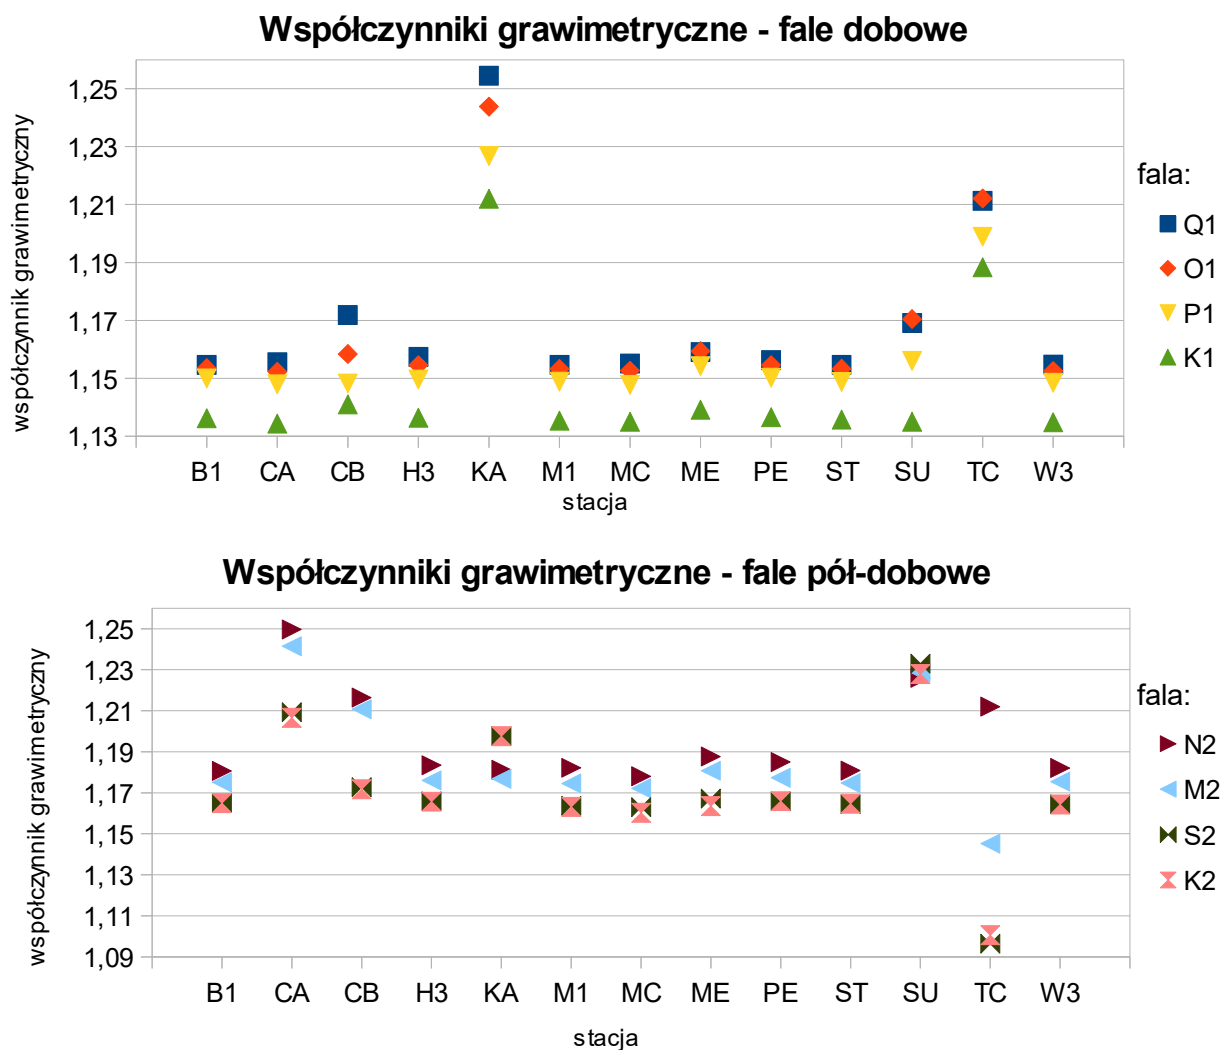 Współczynniki grawimetryczne - fale dobowe
współczynnik grawimetryczny
1,25
1,23
1,21
1,19
1,17
1,15
1,13
B1 CA CB H3 KA M1 MC ME PE ST SU TC W3
stacja
fala:
Q1
O1
P1
K1
Współczynniki grawimetryczne - fale pół-dobowe
współczynnik grawimetryczny
1,25
1,23
1,21
1,19
1,17
1,15
1,13
1,11
1,09
B1 CA CB H3 KA M1 MC ME PE ST SU TC W3
stacja
fala:
N2
M2
S2
K2